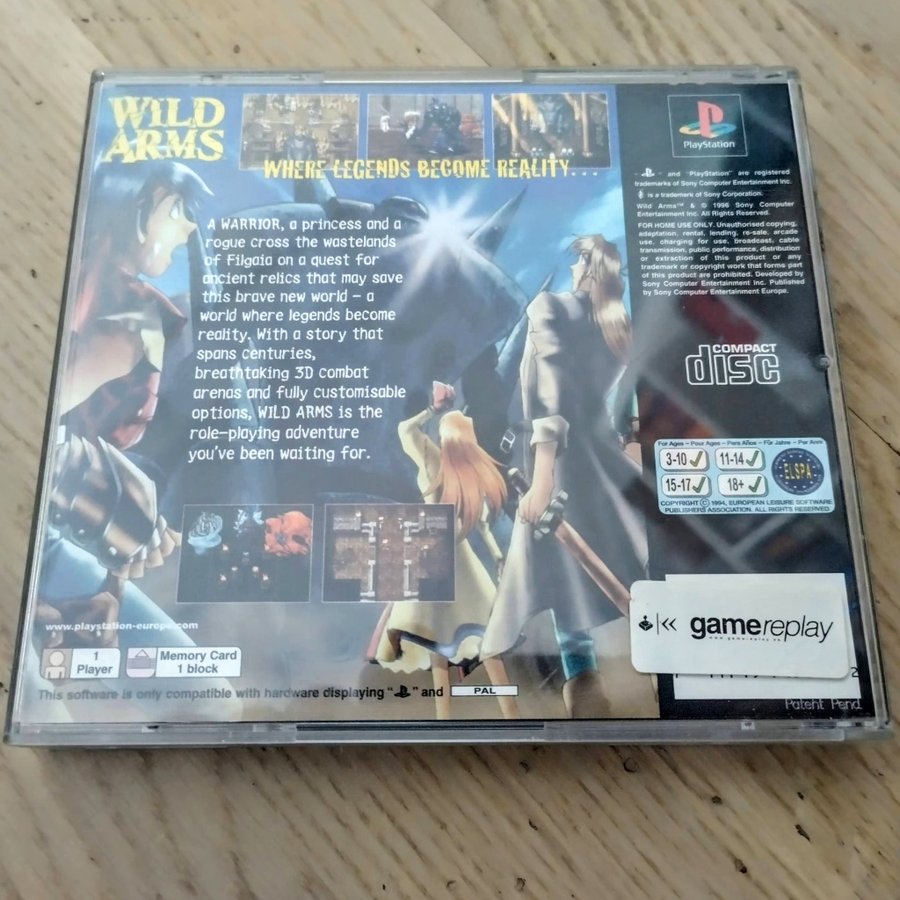 WILD
ARMS
WHERE LEGENDS BECOME REALITY...
A WARRIOR, a princess and a
rogue cross the wastelands
of Filgaia on a quest for
ancient relics that may save
this brave new world – a
world where legends become
reality. With a story that
spans centuries,
breathtaking 3D combat
arenas and fully customisable
options, WILD ARMS is the
role-playing adventure
you've been waiting for.
www.playstation-europe.com
1
Player
Memory Card
1 block
This software is only compatible with hardware displaying " " and PAL
PlayStation
" " and "PlayStation" are registered
trademarks of Sony Computer Entertainment Inc.
is a trademark of Sony Corporation.
Wild Arms™ & © 1996 Sony Computer
Entertainment Inc. All Rights Reserved.
FOR HOME USE ONLY. Unauthorised copying,
adaptation, rental, lending, re-sale, arcade
use, charging for use, broadcast, cable
transmission, public performance, distribution
or extraction of this product or any
trademark or copyright work that forms part
of this product are prohibited. Developed by
Sony Computer Entertainment Inc. Published
by Sony Computer Entertainment Europe.
COMPACT
disc
For Ages - Pour Ages - Para Años - Für Jahre - Per Anni
3-10 11-14
15-17 18+
ELSPA
COPYRIGHT © 1994, EUROPEAN LEISURE SOFTWARE
PUBLISHERS ASSOCIATION. ALL RIGHTS RESERVED
gamereplay
2
Patent Pend